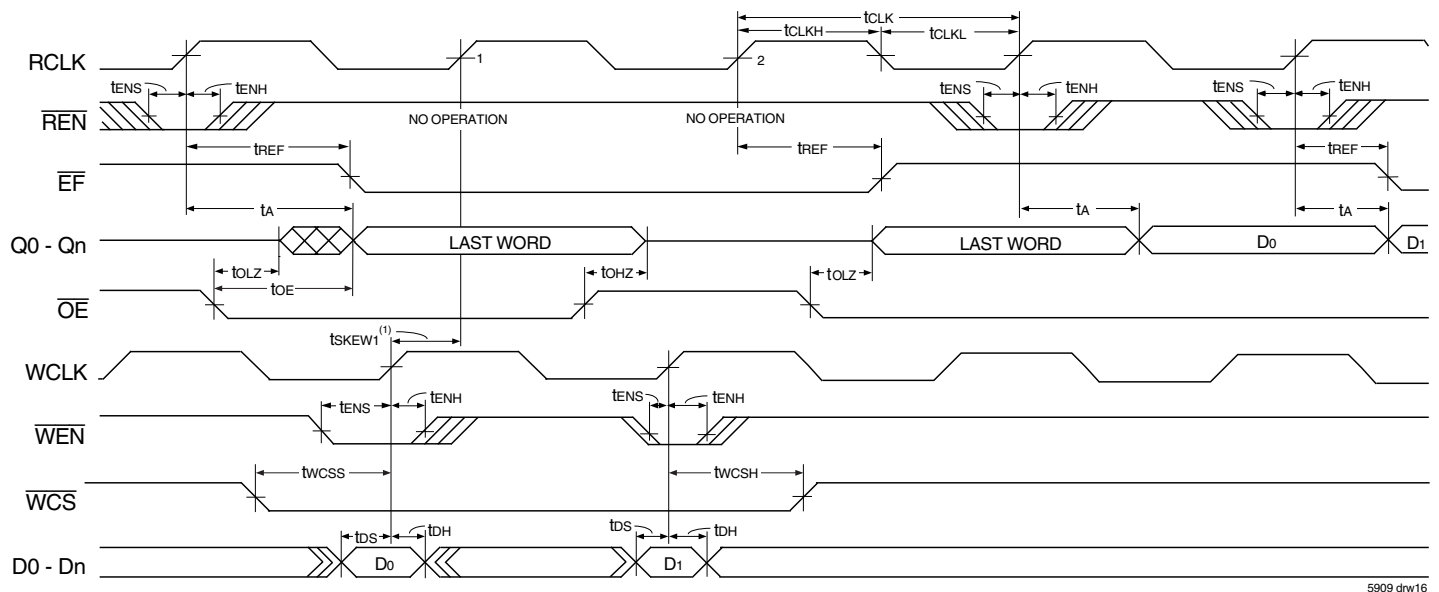 tCLK
tCLKH tCLKL
RCLK 1 2
tENS tENH tENS tENH tENS tENH
REN NO OPERATION NO OPERATION
tREF tREF tREF
EF
tA tA tA
Q0 - Qn LAST WORD LAST WORD D0 D1
tOLZ tOHZ tOLZ
tOE
OE
tSKEW1(1)
WCLK
tENS tENH tENS tENH
WEN
tWCSS tWCSH
WCS
tDS tDH tDS tDH
D0 - Dn D0 D1
5909 drw16